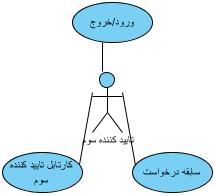 ورود/خروج
تایید کننده سوم
کارتابل تایید کننده
سوم
سابقه درخواست